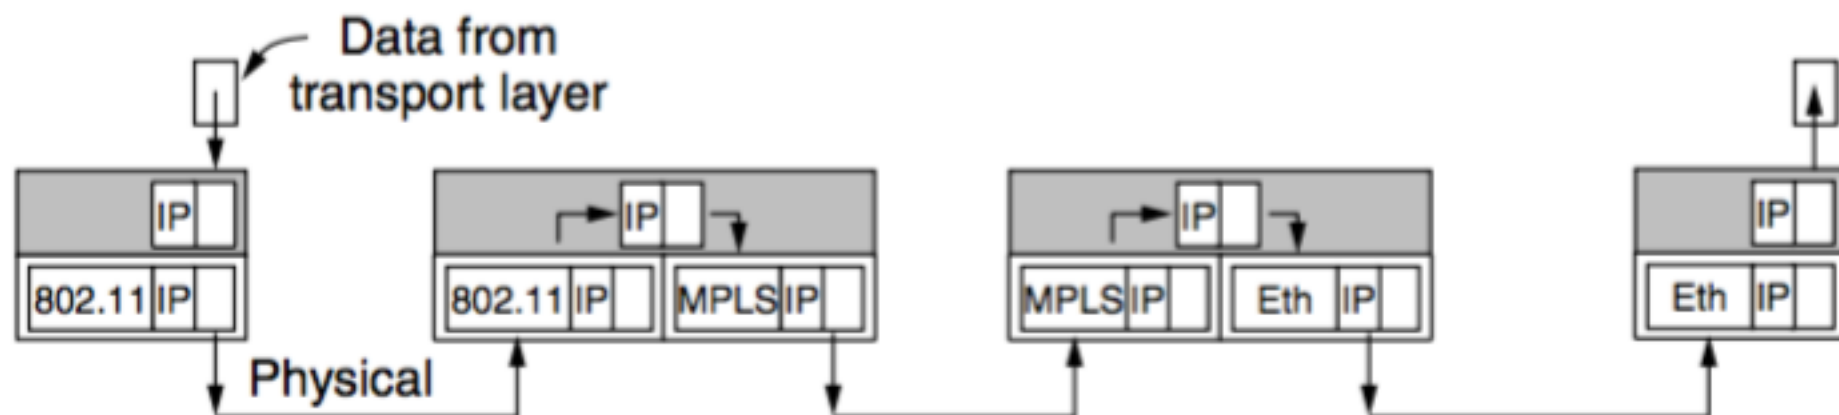 Data from
transport layer
IP
IP
IP
IP
802.11 IP
802.11 IP
MPLS IP
MPLS IP
Eth IP
Eth IP
Physical